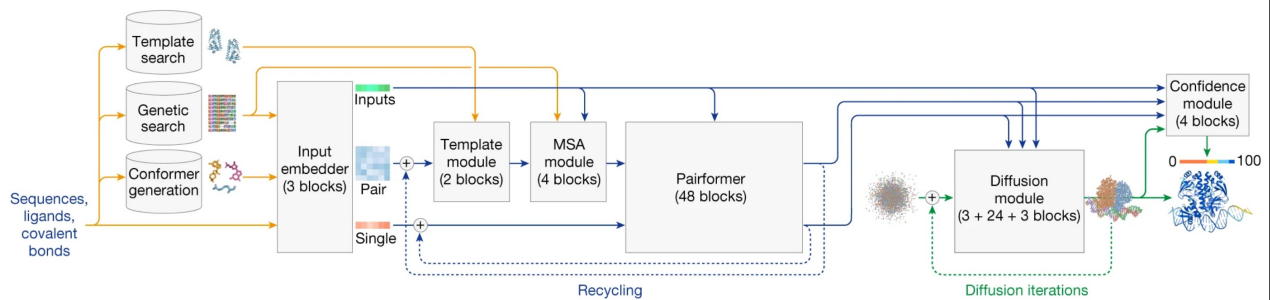 Template
search
Genetic
search
Conformer
generation
Sequences,
ligands,
covalent
bonds
Input
embedder
(3 blocks)
Inputs
Pair
Single
+
+
Template
module
(2 blocks)
MSA
module
(4 blocks)
Pairformer
(48 blocks)
Recycling
+
Diffusion
module
(3 + 24 + 3 blocks)
Diffusion iterations
Confidence
module
(4 blocks)
0 100